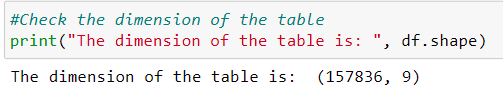 #Check the dimension of the table
print("The dimension of the table is: ", df.shape)
The dimension of the table is:  (157836, 9)